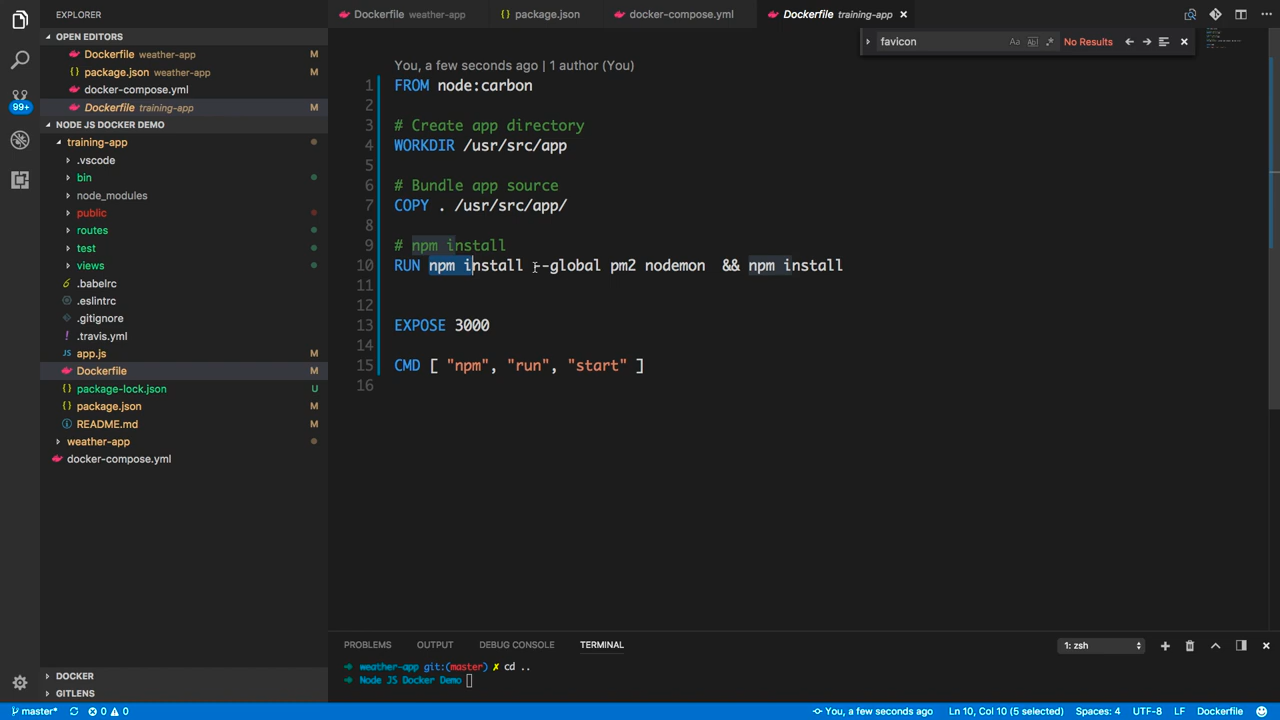 EXPLORER
Dockerfile weather-app
package.json
docker-compose.yml
Dockerfile training-app
OPEN EDITORS
favicon
Aa
Ab|
.*
No Results
Dockerfile weather-app M
package.json weather-app M
docker-compose.yml
Dockerfile training-app M
99+
NODE JS DOCKER DEMO
training-app
.vscode
bin
node_modules
public
routes
test
views
.babelrc
.eslintrc
.gitignore
.travis.yml
app.js M
Dockerfile M
package-lock.json U
package.json M
README.md M
weather-app
docker-compose.yml
DOCKER
GITLENS
You, a few seconds ago | 1 author (You)
1 FROM node:carbon
2
3 # Create app directory
4 WORKDIR /usr/src/app
5
6 # Bundle app source
7 COPY . /usr/src/app/
8
9 # npm install
10 RUN npm install --global pm2 nodemon  && npm install
11
12
13 EXPOSE 3000
14
15 CMD [ "npm", "run", "start" ]
16
PROBLEMS OUTPUT DEBUG CONSOLE TERMINAL
1: zsh
➜ weather-app git:(master) ✗ cd ..
➜ Node JS Docker Demo
master* 0 0
You, a few seconds ago Ln 10, Col 10 (5 selected) Spaces: 4 UTF-8 LF Dockerfile